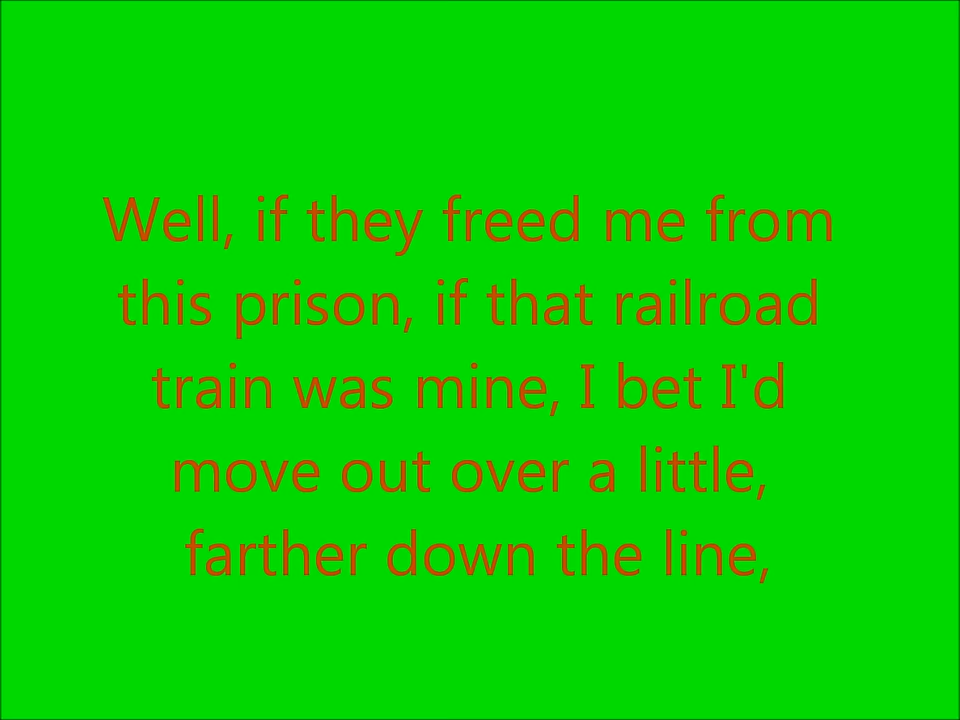 Well, if they freed me from
this prison, if that railroad
train was mine, I bet I'd
move out over a little,
farther down the line,